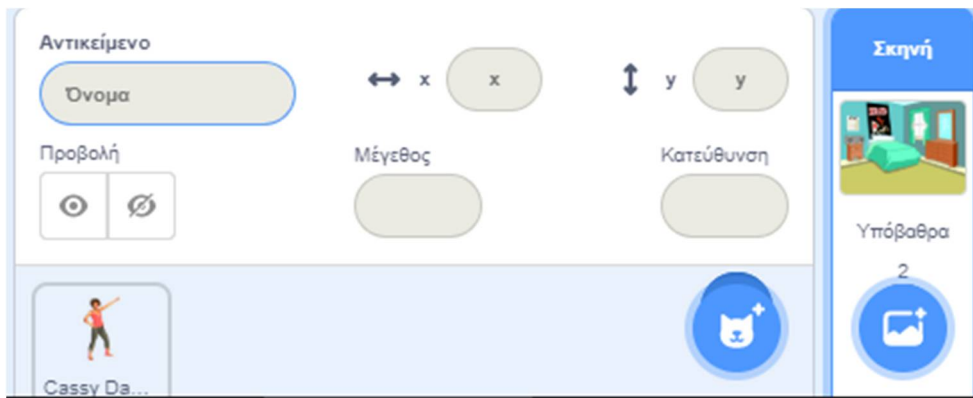 Αντικείμενο
Όνομα
x x
y y
Σκηνή
Προβολή
Μέγεθος
Κατεύθυνση
Υπόβαθρα
2
Cassy Da...